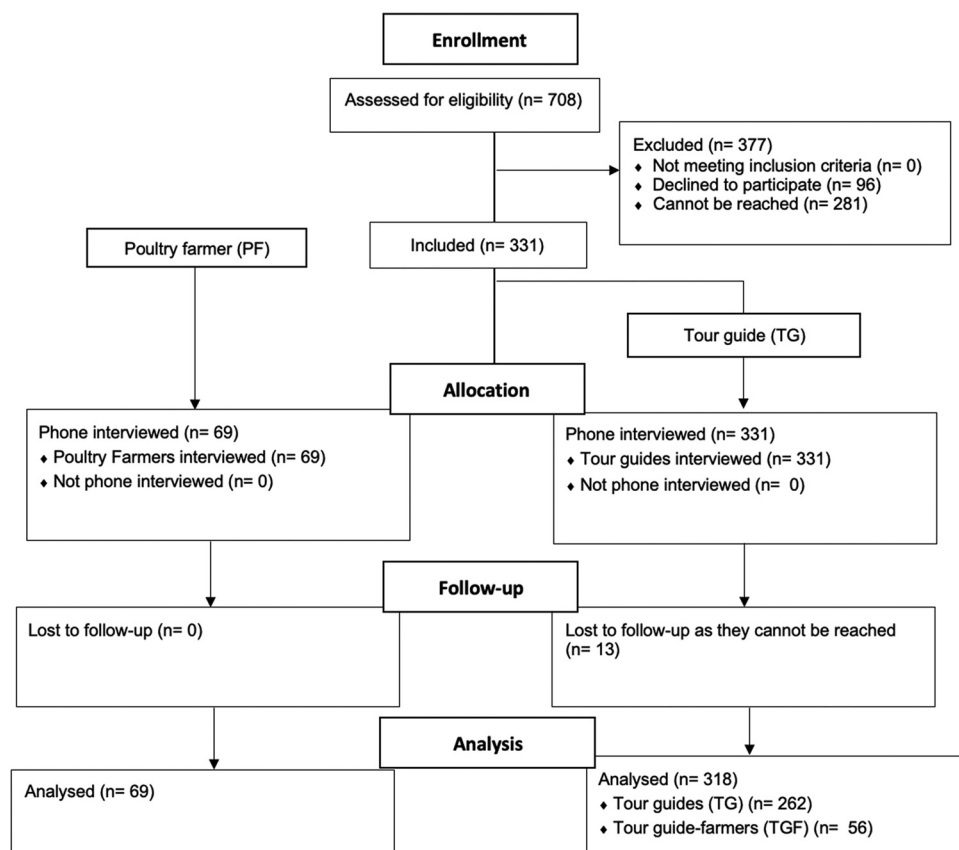 Enrollment
Assessed for eligibility (n= 708)
Excluded (n= 377)
♦ Not meeting inclusion criteria (n= 0)
♦ Declined to participate (n= 96)
♦ Cannot be reached (n= 281)
Included (n= 331)
Poultry farmer (PF)
Tour guide (TG)
Allocation
Phone interviewed (n= 69)
♦ Poultry Farmers interviewed (n= 69)
♦ Not phone interviewed (n= 0)
Phone interviewed (n= 331)
♦ Tour guides interviewed (n= 331)
♦ Not phone interviewed (n= 0)
Follow-up
Lost to follow-up (n= 0)
Lost to follow-up as they cannot be reached
(n= 13)
Analysis
Analysed (n= 69)
Analysed (n= 318)
♦ Tour guides (TG) (n= 262)
♦ Tour guide-farmers (TGF) (n= 56)